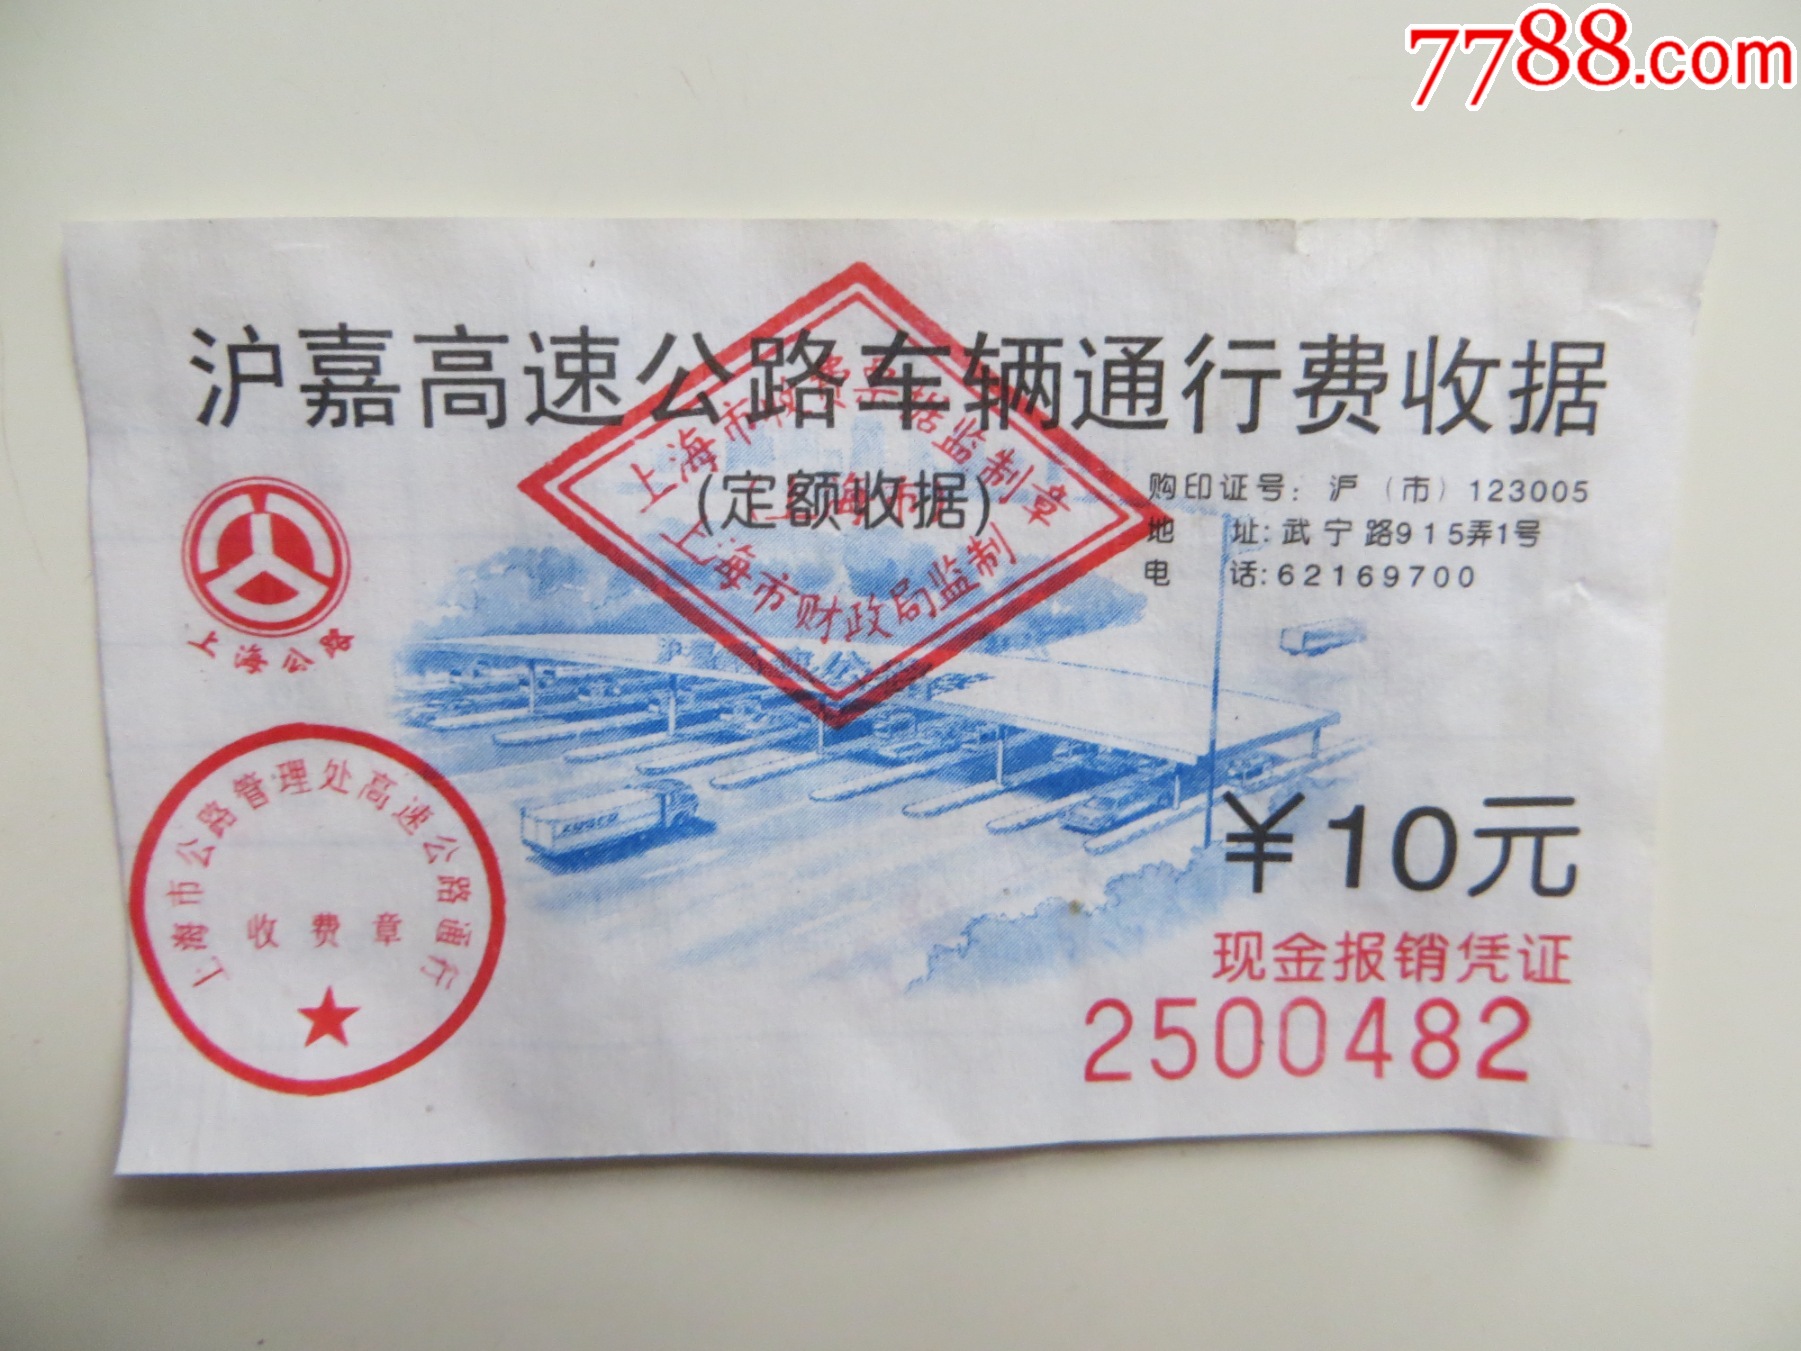 7788.com
沪嘉高速公路车辆通行费收据
(定额收据)
购印证号：沪（市）123005
地 址: 武宁路915弄1号
电 话: 62169700
上海市财政局监制
上海公路
上海市公路管理处高速公路通行
收费章
¥10元
现金报销凭证
2500482